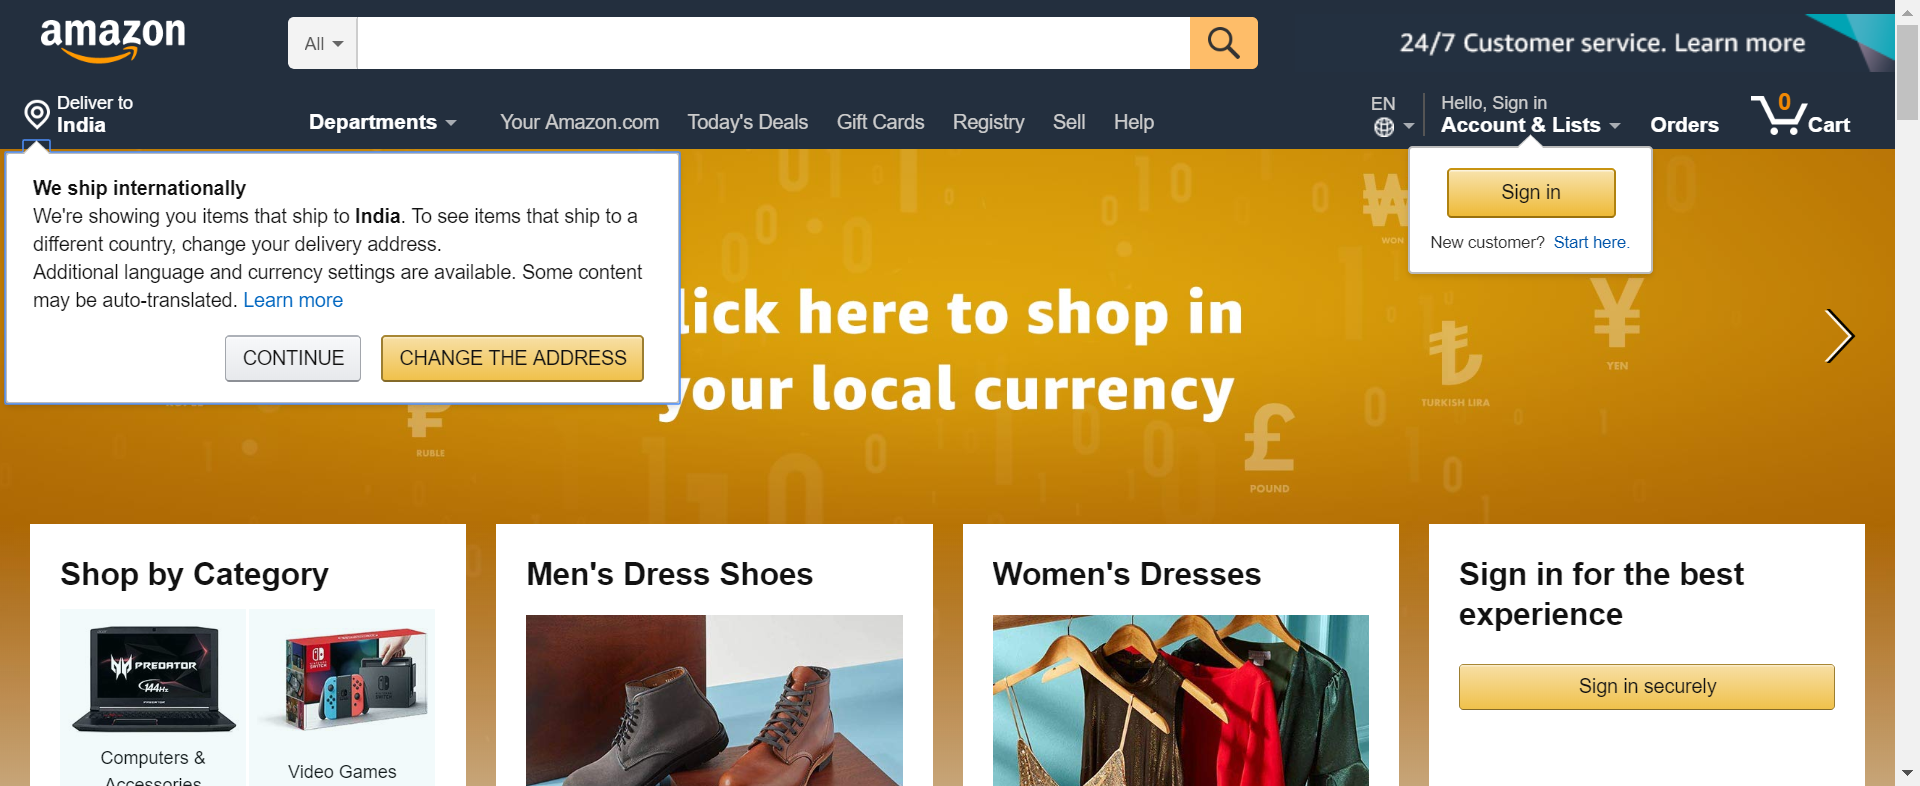 amazon
All
24/7 Customer service. Learn more
Deliver to
India
Departments
Your Amazon.com
Today's Deals
Gift Cards
Registry
Sell
Help
EN
Hello, Sign in
Account & Lists
Orders
0
Cart
We ship internationally
We're showing you items that ship to India. To see items that ship to a
different country, change your delivery address.
Additional language and currency settings are available. Some content
may be auto-translated. Learn more
CONTINUE
CHANGE THE ADDRESS
Sign in
New customer? Start here.
WON
lick here to shop in
your local currency
¥
YEN
₺
TURKISH LIRA
₽
RUBLE
£
POUND
Shop by Category
PREDATOR
144Hz
Computers &
Accessories
Video Games
Men's Dress Shoes
Women's Dresses
Sign in for the best
experience
Sign in securely